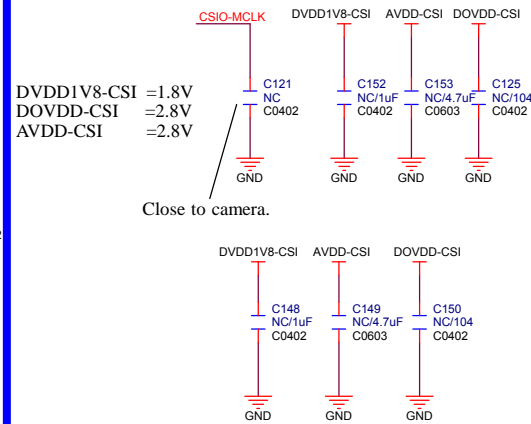 CSIO-MCLK
DVDD1V8-CSI
AVDD-CSI
DOVDD-CSI
DVDD1V8-CSI =1.8V
DOVDD-CSI =2.8V
AVDD-CSI =2.8V
C121
NC
C0402
C152
NC/1uF
C0402
C153
NC/4.7uF
C0603
C125
NC/104
C0402
GND
GND
GND
GND
Close to camera.
DVDD1V8-CSI
AVDD-CSI
DOVDD-CSI
C148
NC/1uF
C0402
C149
NC/4.7uF
C0603
C150
NC/104
C0402
GND
GND
GND